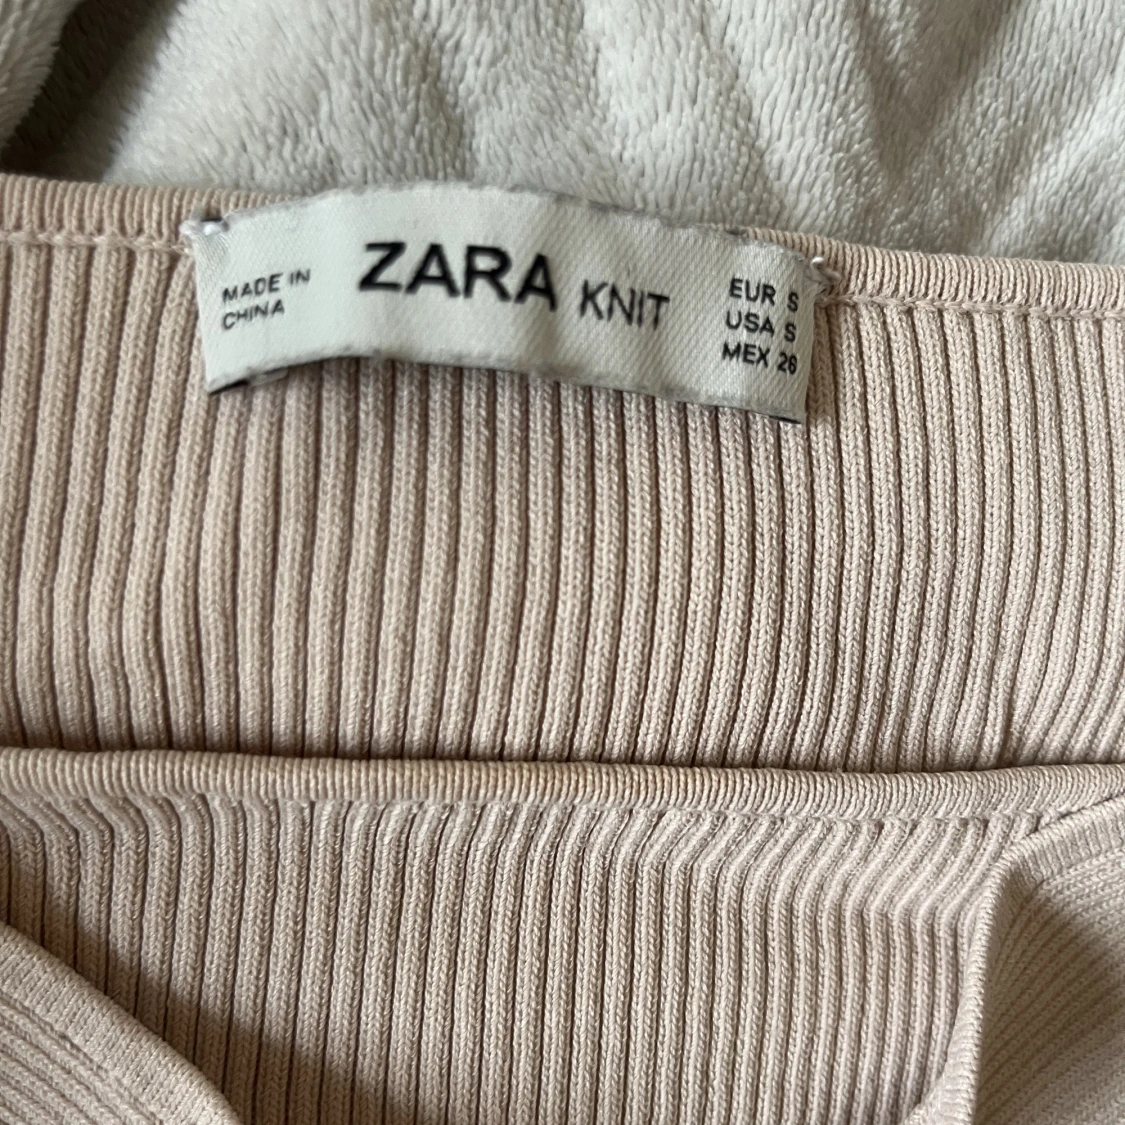 MADE IN
CHINA
ZARA KNIT
EUR S
USA S
MEX 26